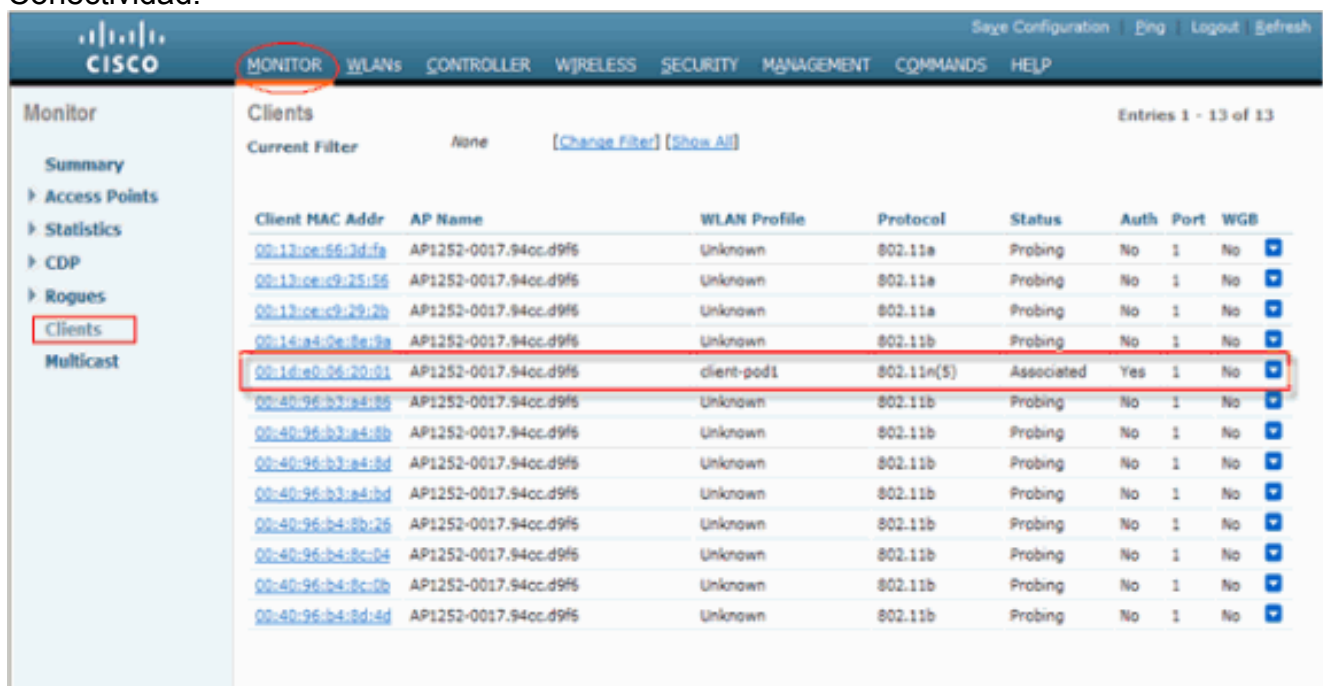 Conectividad.
Save Configuration | Ping | Logout | Refresh
CISCO
MONITOR WLANs CONTROLLER WIRELESS SECURITY MANAGEMENT COMMANDS HELP
Monitor
Summary
Access Points
Statistics
CDP
Rogues
Clients
Multicast
Clients
Entries 1 - 13 of 13
Current Filter None [Change Filter] [Show All]
Client MAC Addr AP Name WLAN Profile Protocol Status Auth Port WGB
00:13:ce:66:3d:fa AP1252-0017.94cc.d9f6 Unknown 802.11a Probing No 1 No
00:13:ce:c9:25:56 AP1252-0017.94cc.d9f6 Unknown 802.11a Probing No 1 No
00:13:ce:c9:29:2b AP1252-0017.94cc.d9f6 Unknown 802.11a Probing No 1 No
00:14:a4:0e:8e:9a AP1252-0017.94cc.d9f6 Unknown 802.11b Probing No 1 No
00:1d:e0:06:20:01 AP1252-0017.94cc.d9f6 client-pod1 802.11n(5) Associated Yes 1 No
00:40:96:b3:a4:86 AP1252-0017.94cc.d9f6 Unknown 802.11b Probing No 1 No
00:40:96:b3:a4:8b AP1252-0017.94cc.d9f6 Unknown 802.11b Probing No 1 No
00:40:96:b3:a4:8d AP1252-0017.94cc.d9f6 Unknown 802.11b Probing No 1 No
00:40:96:b3:a4:bd AP1252-0017.94cc.d9f6 Unknown 802.11b Probing No 1 No
00:40:96:b4:8b:26 AP1252-0017.94cc.d9f6 Unknown 802.11b Probing No 1 No
00:40:96:b4:8c:04 AP1252-0017.94cc.d9f6 Unknown 802.11b Probing No 1 No
00:40:96:b4:8c:0b AP1252-0017.94cc.d9f6 Unknown 802.11b Probing No 1 No
00:40:96:b4:8d:4d AP1252-0017.94cc.d9f6 Unknown 802.11b Probing No 1 No